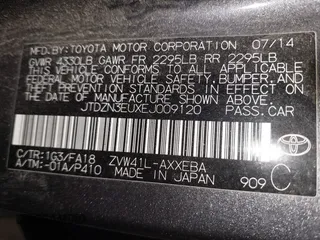 MFD.BY:TOYOTA MOTOR CORPORATION 07/14
GVWR 4330LB GAWR FR 2295LB RR 2295LB
THIS VEHICLE CONFORMS TO ALL APPLICABLE
FEDERAL MOTOR VEHICLE SAFETY AND THEFT
PREVENTION STANDARDS IN EFFECT ON THE
DATE OF MANUFACTURE SHOWN ABOVE.
JTDZN3EUXEJ009120 PASS.CAR
C/TR:1G3/FA18 ZVW41L-AXXEBA
A/TM:-01A/P410 MADE IN JAPAN 909 C
TOYOTA